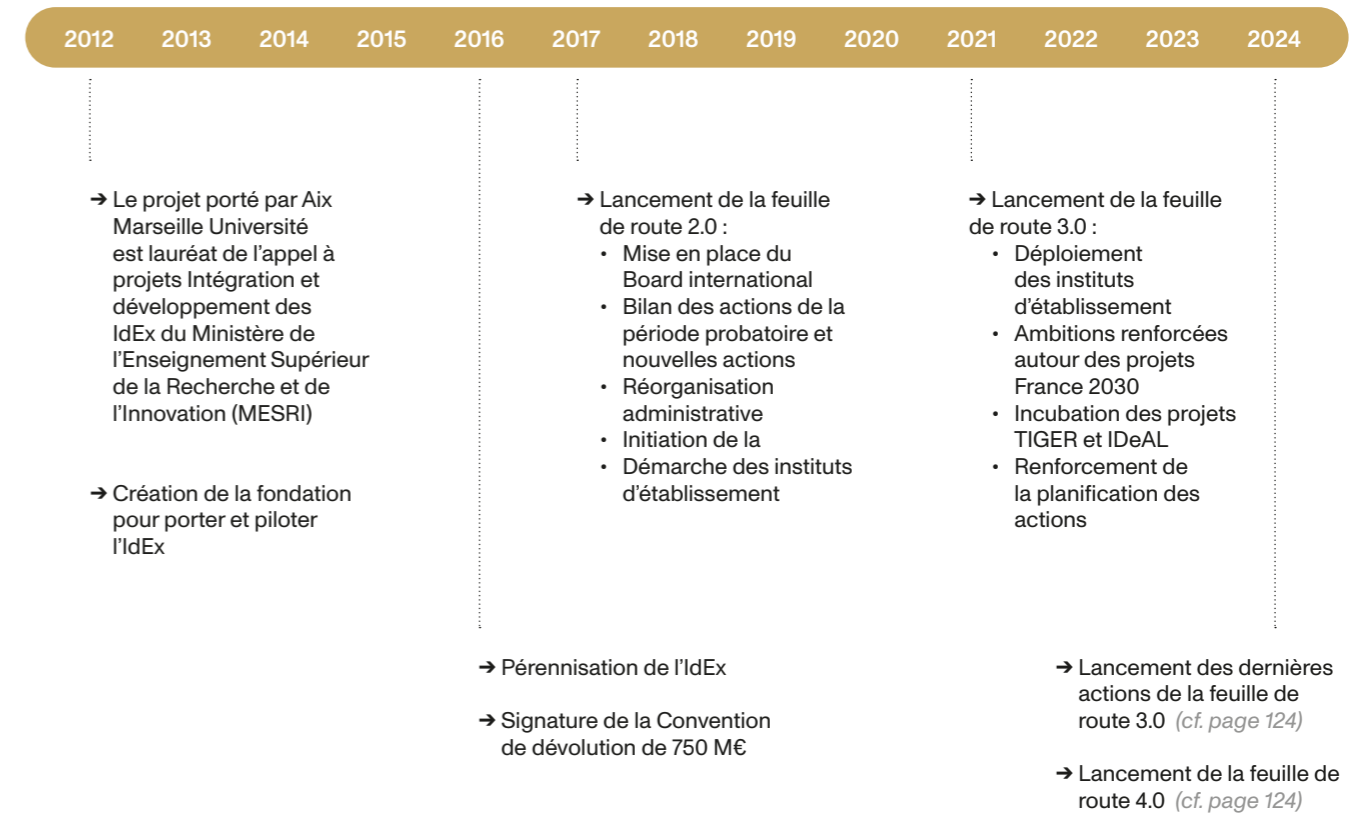 2012 2013 2014 2015 2016 2017 2018 2019 2020 2021 2022 2023 2024
➔ Le projet porté par Aix
Marseille Université
est lauréat de l’appel à
projets Intégration et
développement des
IdEx du Ministère de
l’Enseignement Supérieur
de la Recherche et de
l’Innovation (MESRI)
➔ Création de la fondation
pour porter et piloter
l’IdEx
➔ Pérennisation de l’IdEx
➔ Signature de la Convention
de dévolution de 750 M€
➔ Lancement de la feuille
de route 2.0 :
• Mise en place du
Board international
• Bilan des actions de la
période probatoire et
nouvelles actions
• Réorganisation
administrative
• Initiation de la
• Démarche des instituts
d’établissement
➔ Lancement de la feuille
de route 3.0 :
• Déploiement
des instituts
d’établissement
• Ambitions renforcées
autour des projets
France 2030
• Incubation des projets
TIGER et IDeAL
• Renforcement de
la planification des
actions
➔ Lancement des dernières
actions de la feuille de
route 3.0 (cf. page 124)
➔ Lancement de la feuille de
route 4.0 (cf. page 124)